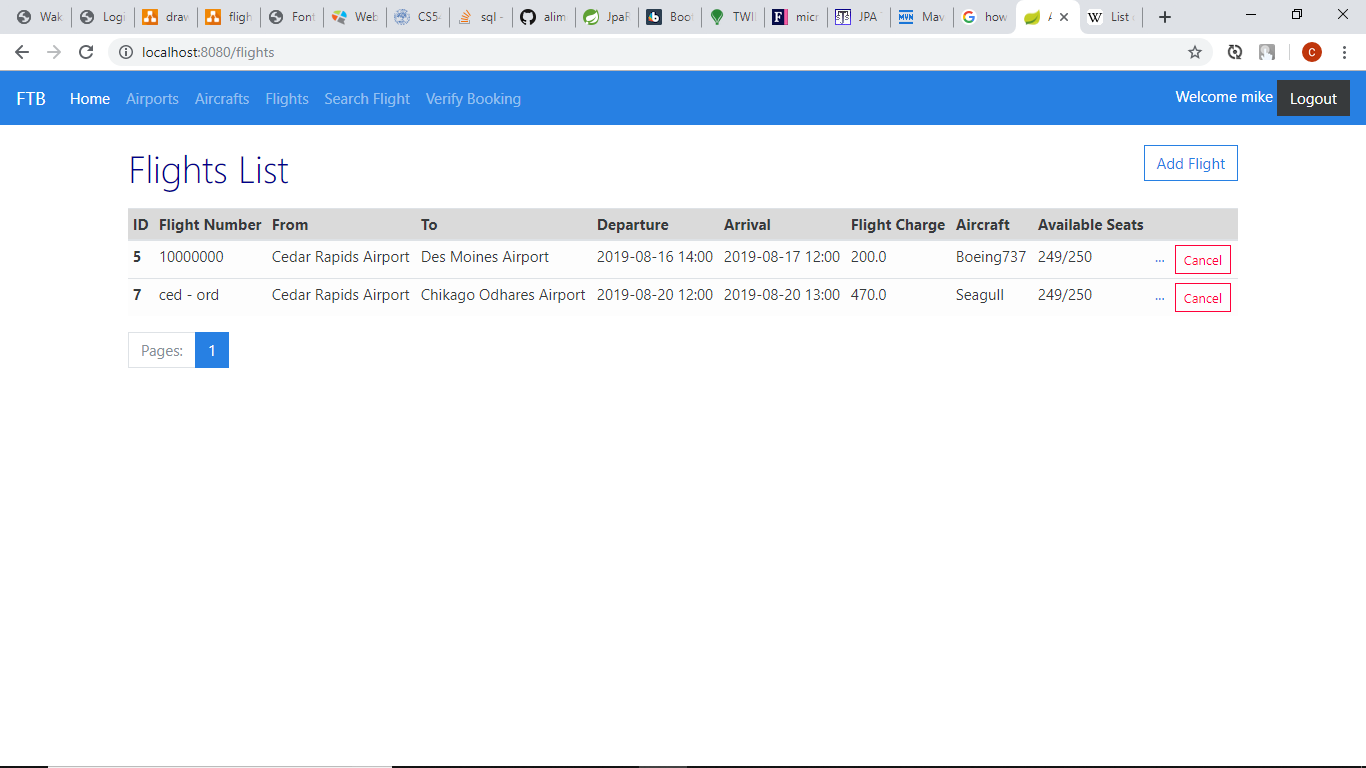 Wak Logi draw fligh Font Web CS54 sql - alim JpaR Boot TWI micr JPA Mav how List
localhost:8080/flights C
FTB Home Airports Aircrafts Flights Search Flight Verify Booking Welcome mike Logout
Flights List Add Flight
ID Flight Number From To Departure Arrival Flight Charge Aircraft Available Seats
5 10000000 Cedar Rapids Airport Des Moines Airport 2019-08-16 14:00 2019-08-17 12:00 200.0 Boeing737 249/250 ... Cancel
7 ced - ord Cedar Rapids Airport Chikago Odhares Airport 2019-08-20 12:00 2019-08-20 13:00 470.0 Seagull 249/250 ... Cancel
Pages: 1